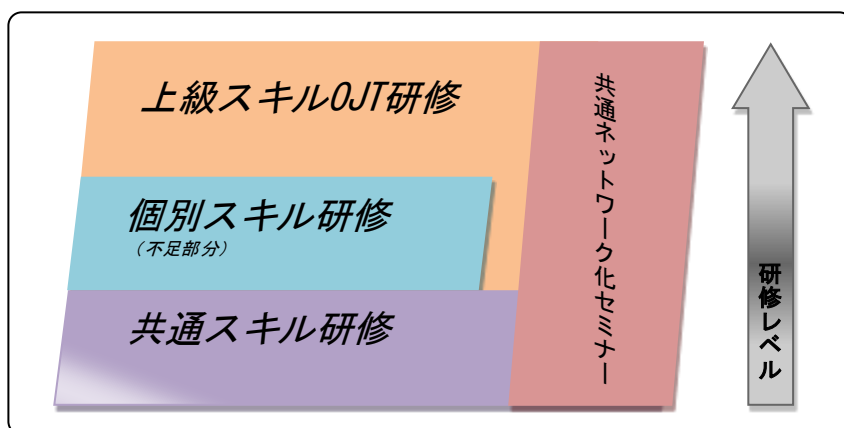 上級スキルOJT研修
個別スキル研修
（不足部分）
共通スキル研修
共通ネットワーク化セミナー
研修レベル